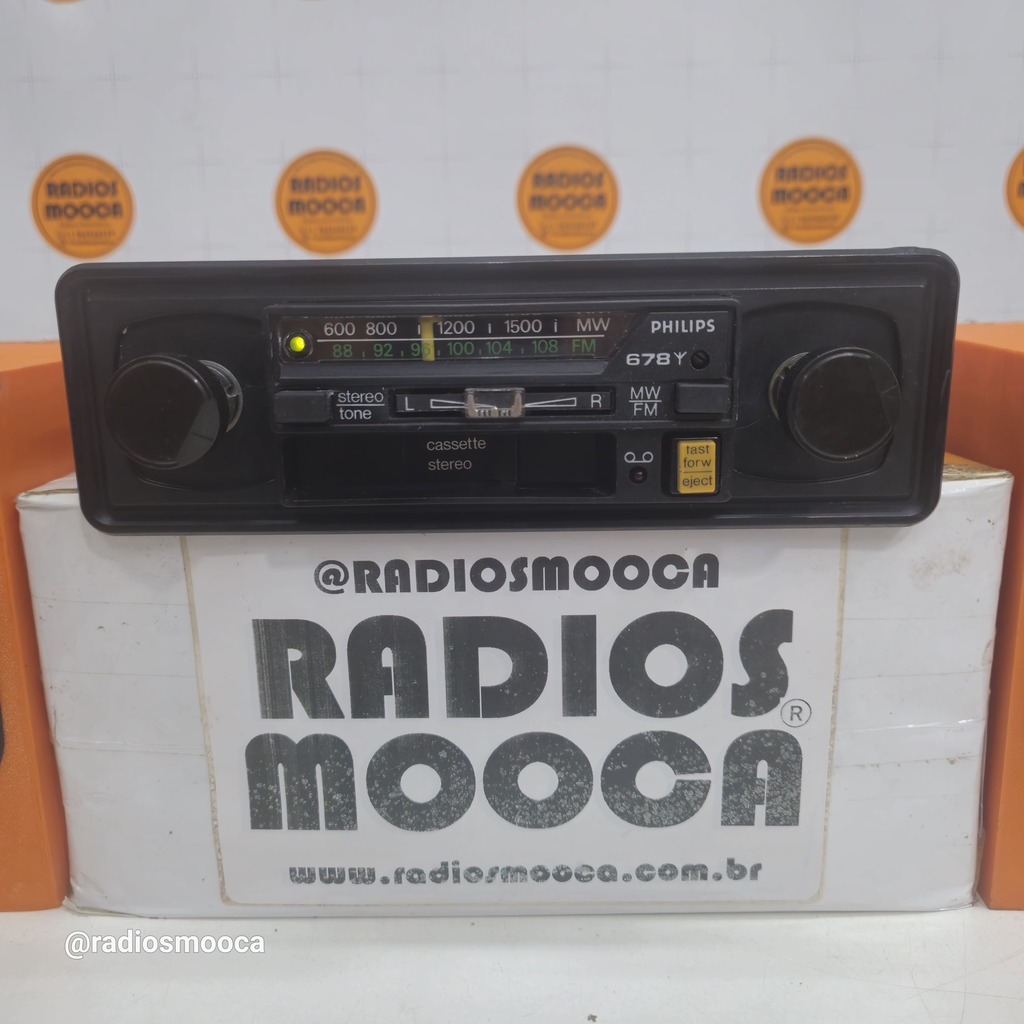 RADIOS
MOOCA
RADIOS
MOOCA
RADIOS
MOOCA
RADIOS
MOOCA
600 800 1200 1500 MW
88 92 96 100 104 108 FM
PHILIPS
678
stereo
tone
L R
MW
FM
cassette
stereo
fast
forw
eject
@RADIOSMOOCA
RADIOS
MOOCA
®
www.radiosmooca.com.br
@radiosmooca